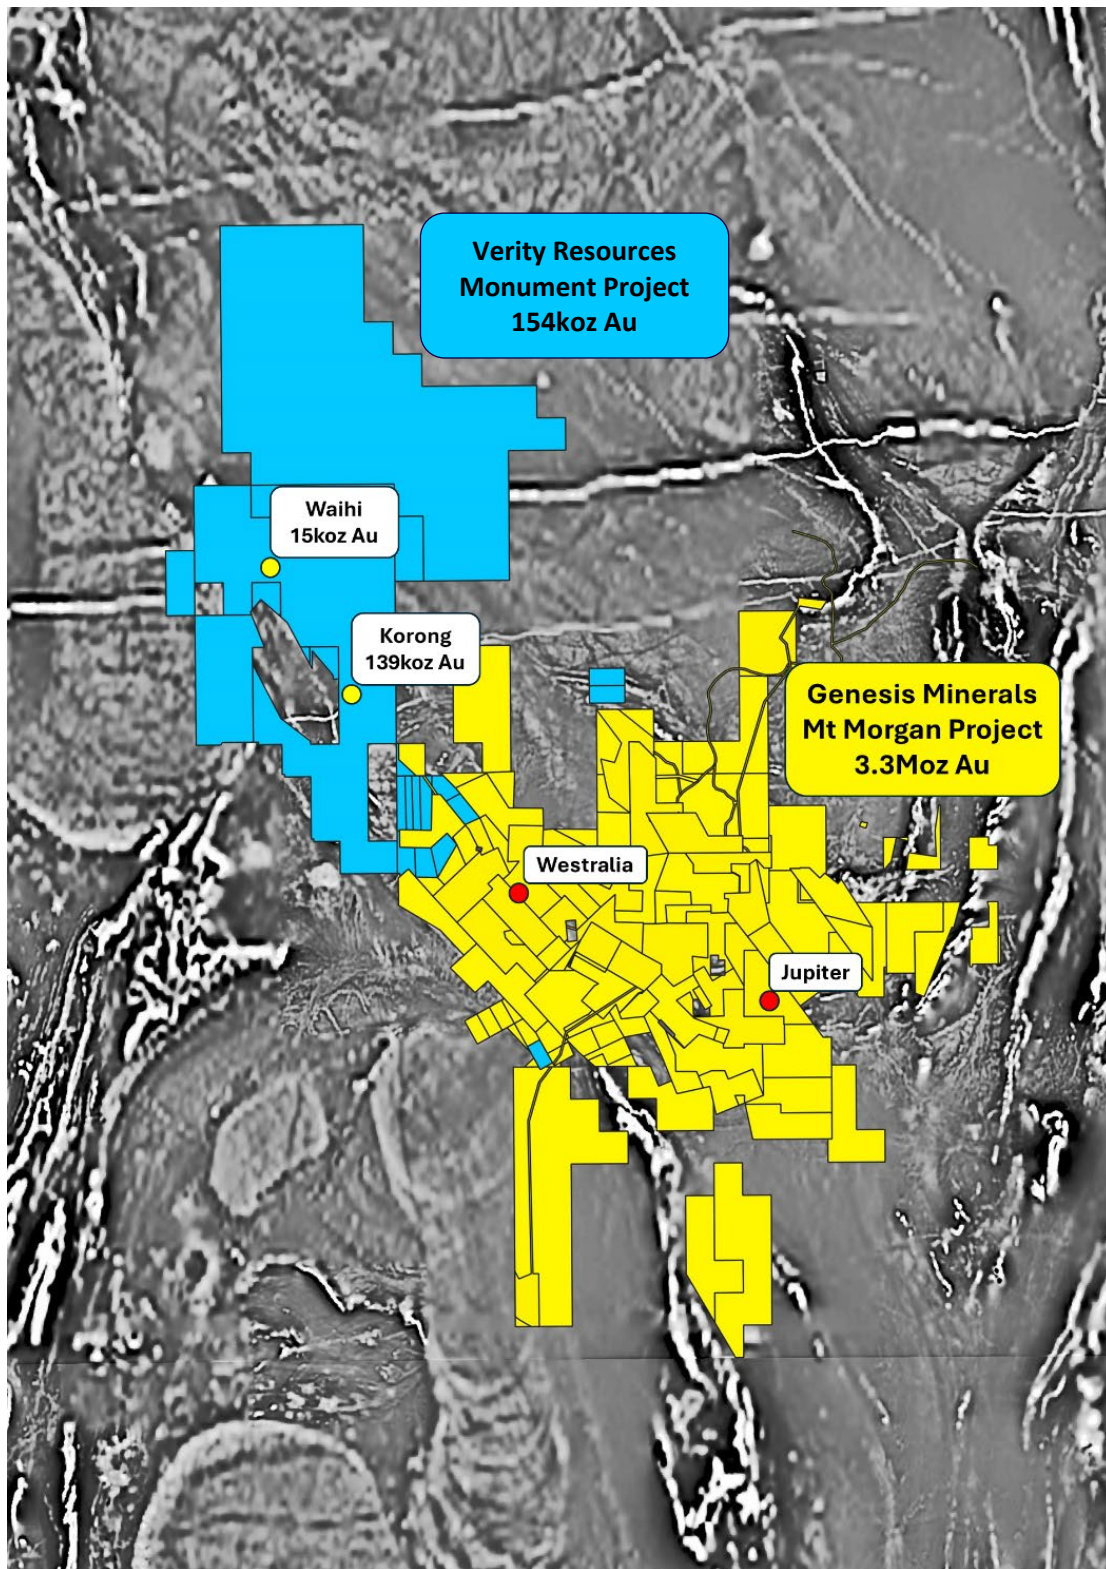 Verity Resources
Monument Project
154koz Au
Waihi
15koz Au
Korong
139koz Au
Genesis Minerals
Mt Morgan Project
3.3Moz Au
Westralia
Jupiter